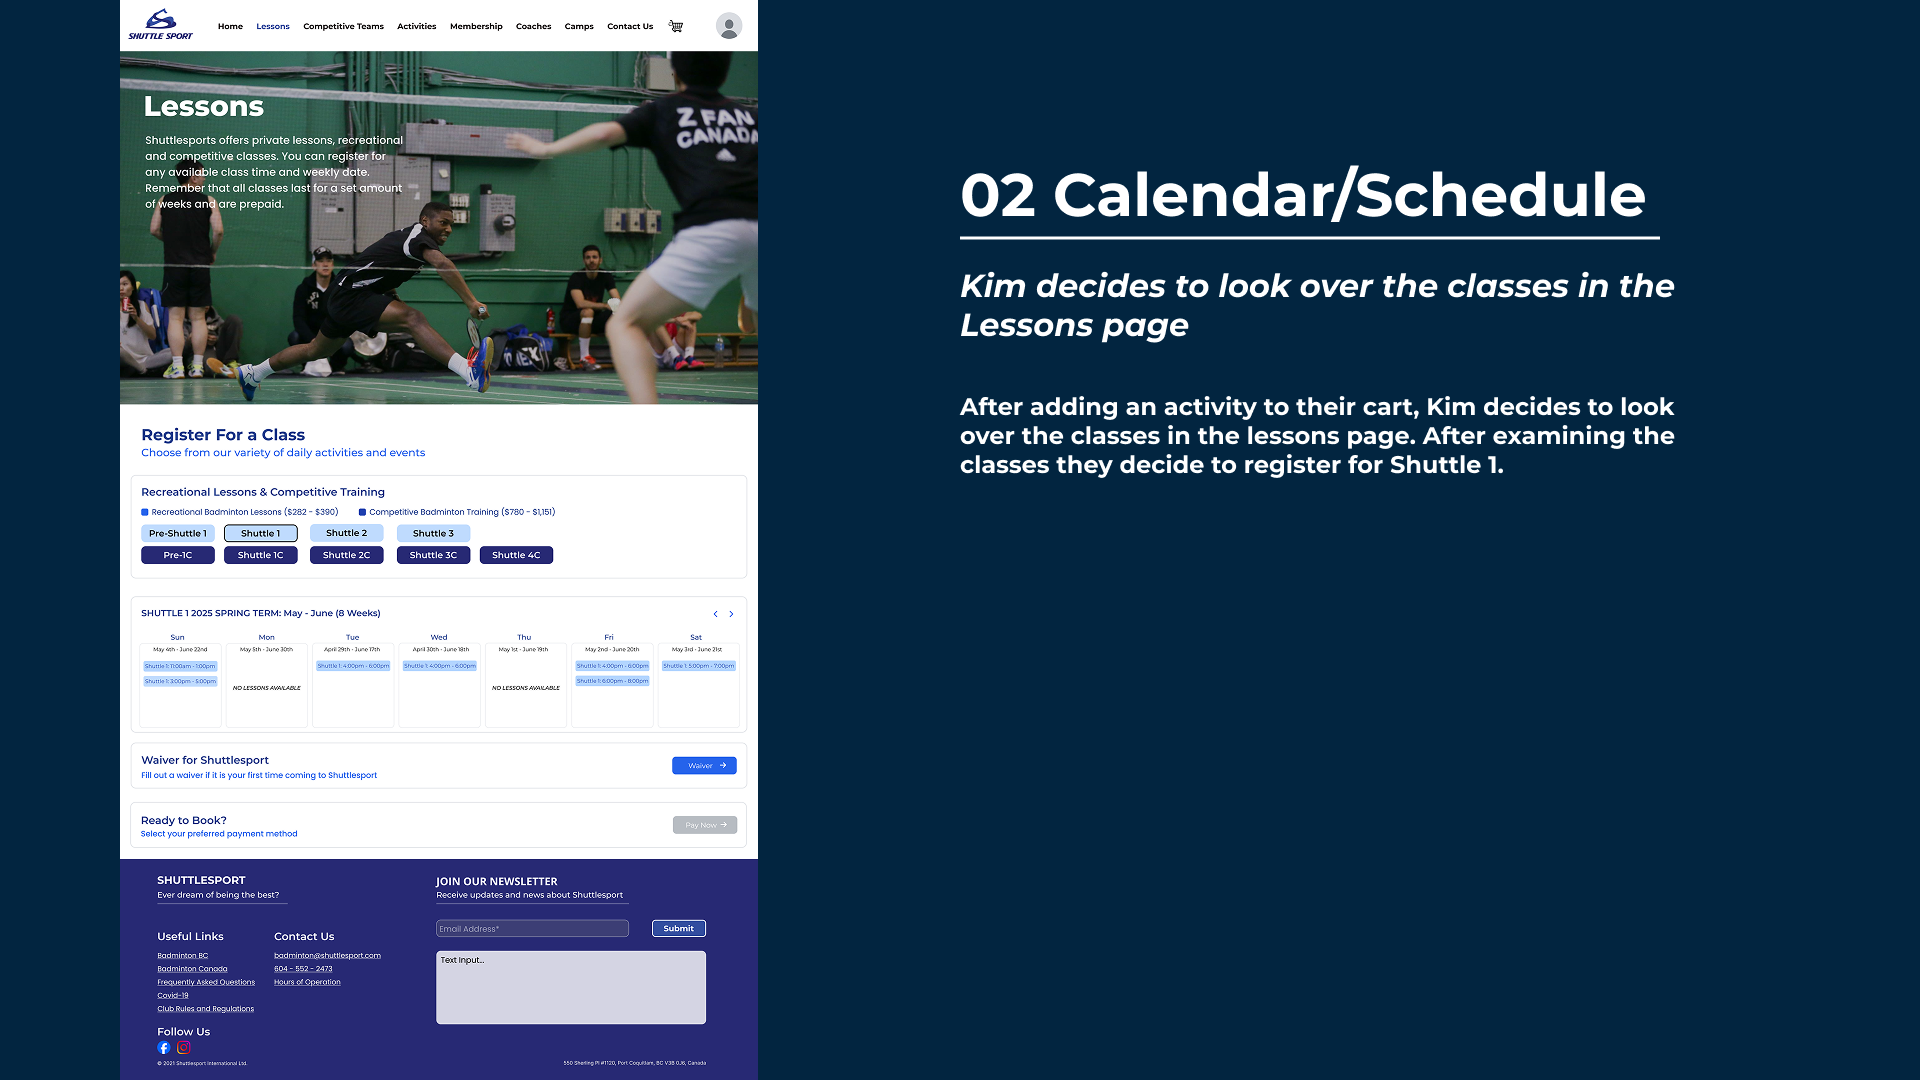 SHUTTLE SPORT
Home Lessons Competitive Teams Activities Membership Coaches Camps Contact Us
Lessons
Shuttlesports offers private lessons, recreational
and competitive classes. You can register for
any available class time and weekly date.
Remember that all classes last for a set amount
of weeks and are prepaid.
Z FAN
CANADA
YONEX
Register For a Class
Choose from our variety of daily activities and events
Recreational Lessons & Competitive Training
Recreational Badminton Lessons ($282 - $390) Competitive Badminton Training ($780 - $1,151)
Pre-Shuttle 1 Shuttle 1 Shuttle 2 Shuttle 3
Pre-1C Shuttle 1C Shuttle 2C Shuttle 3C Shuttle 4C
SHUTTLE 1 2025 SPRING TERM: May - June (8 Weeks)
Sun Mon Tue Wed Thu Fri Sat
May 4th - June 22nd May 5th - June 30th April 29th - June 17th April 30th - June 18th May 1st - June 19th May 2nd - June 20th May 3rd - June 21st
Shuttle 1: 11:00am - 1:00pm Shuttle 1: 4:00pm - 6:00pm Shuttle 1: 4:00pm - 6:00pm Shuttle 1: 4:00pm - 6:00pm Shuttle 1: 5:00pm - 7:00pm
Shuttle 1: 3:00pm - 5:00pm Shuttle 1: 6:00pm - 8:00pm
NO LESSONS AVAILABLE NO LESSONS AVAILABLE
Waiver for Shuttlesport
Fill out a waiver if it is your first time coming to Shuttlesport
Waiver →
Ready to Book?
Select your preferred payment method
Pay Now →
SHUTTLESPORT
Ever dream of being the best?
Useful Links
Badminton BC
Badminton Canada
Frequently Asked Questions
Covid-19
Club Rules and Regulations
Contact Us
badminton@shuttlesport.com
604 - 552 - 2473
Hours of Operation
Follow Us
© 2021 Shuttlesport International Ltd.
JOIN OUR NEWSLETTER
Receive updates and news about Shuttlesport
Email Address*
Submit
Text Input...
550 Sherling Pl #1120, Port Coquitlam, BC V3B 0J6, Canada
02 Calendar/Schedule
Kim decides to look over the classes in the
Lessons page
After adding an activity to their cart, Kim decides to look
over the classes in the lessons page. After examining the
classes they decide to register for Shuttle 1.